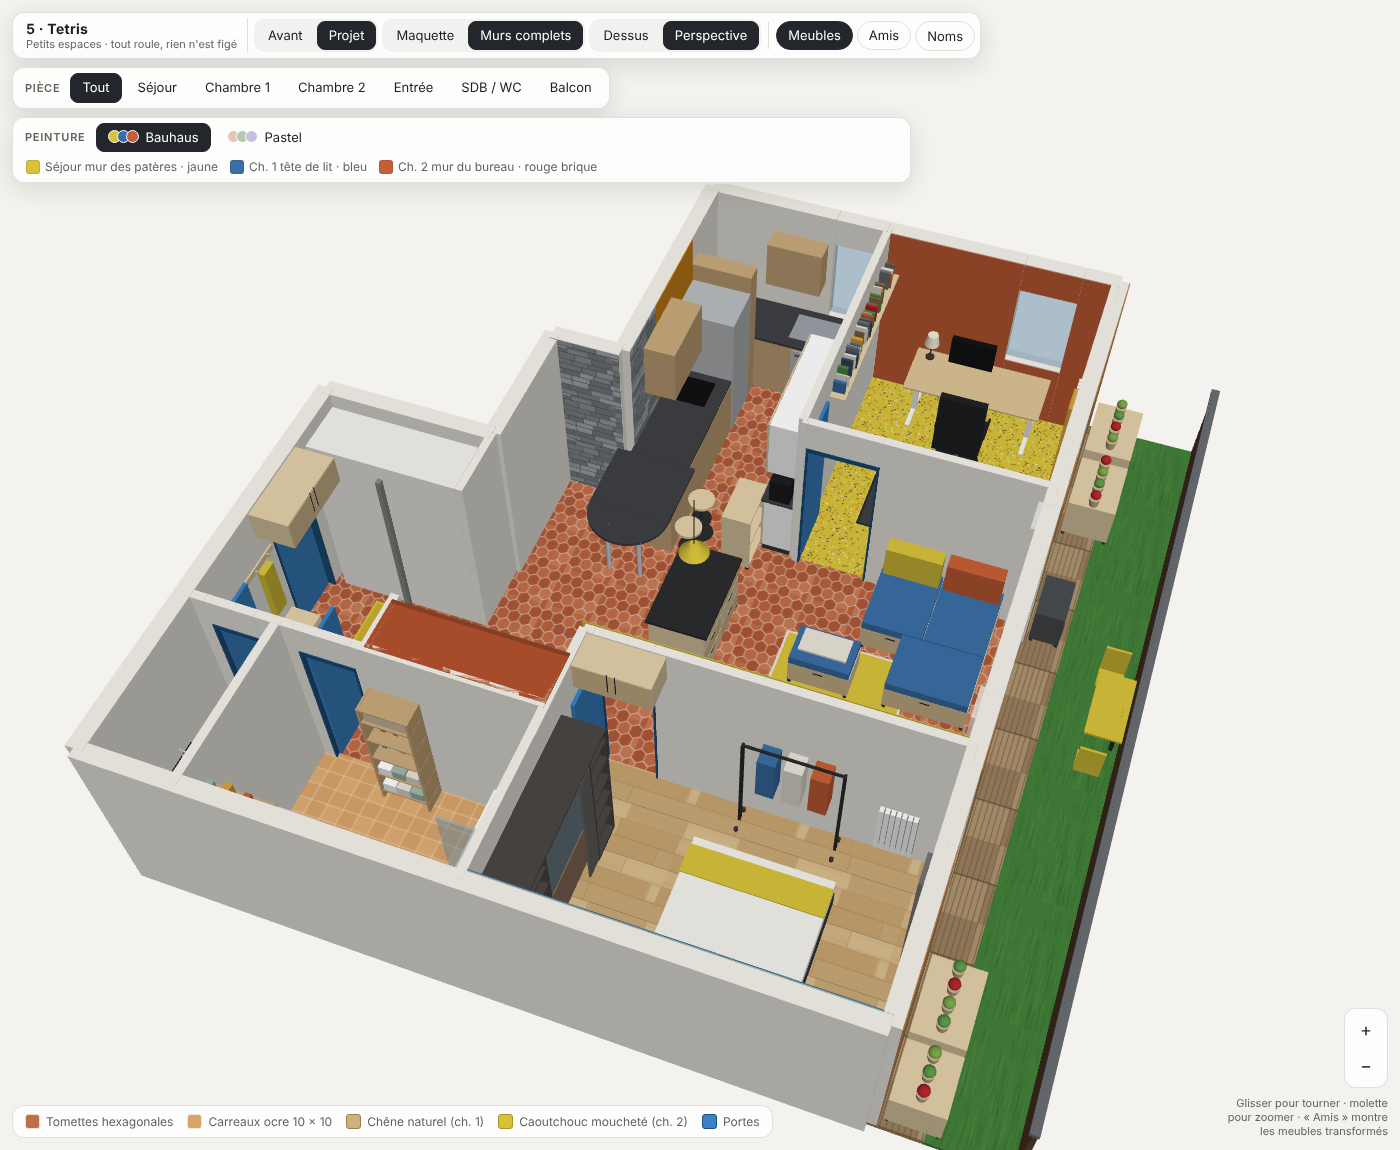 5 · Tetris
Petits espaces · tout roule, rien n'est figé
Avant Projet Maquette Murs complets Dessus Perspective Meubles Amis Noms
PIÈCE Tout Séjour Chambre 1 Chambre 2 Entrée SDB / WC Balcon
PEINTURE Bauhaus Pastel
Séjour mur des patères · jaune Ch. 1 tête de lit · bleu Ch. 2 mur du bureau · rouge brique
+
−
Glisser pour tourner · molette
pour zoomer · « Amis » montre
les meubles transformés
Tomettes hexagonales Carreaux ocre 10 × 10 Chêne naturel (ch. 1) Caoutchouc moucheté (ch. 2) Portes